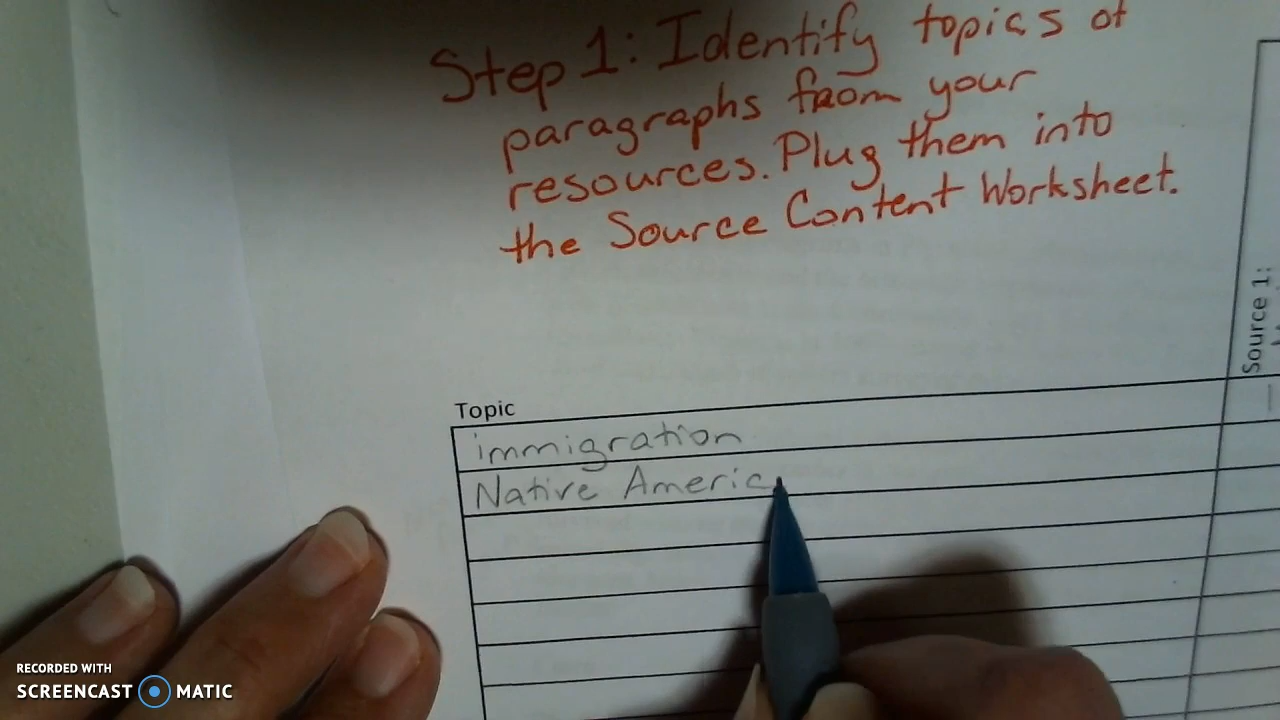 Step 1: Identify topics of
paragraphs from your
resources. Plug them into
the Source Content Worksheet.
Source 1:
Topic
immigration
Native Americ
RECORDED WITH
SCREENCAST MATIC